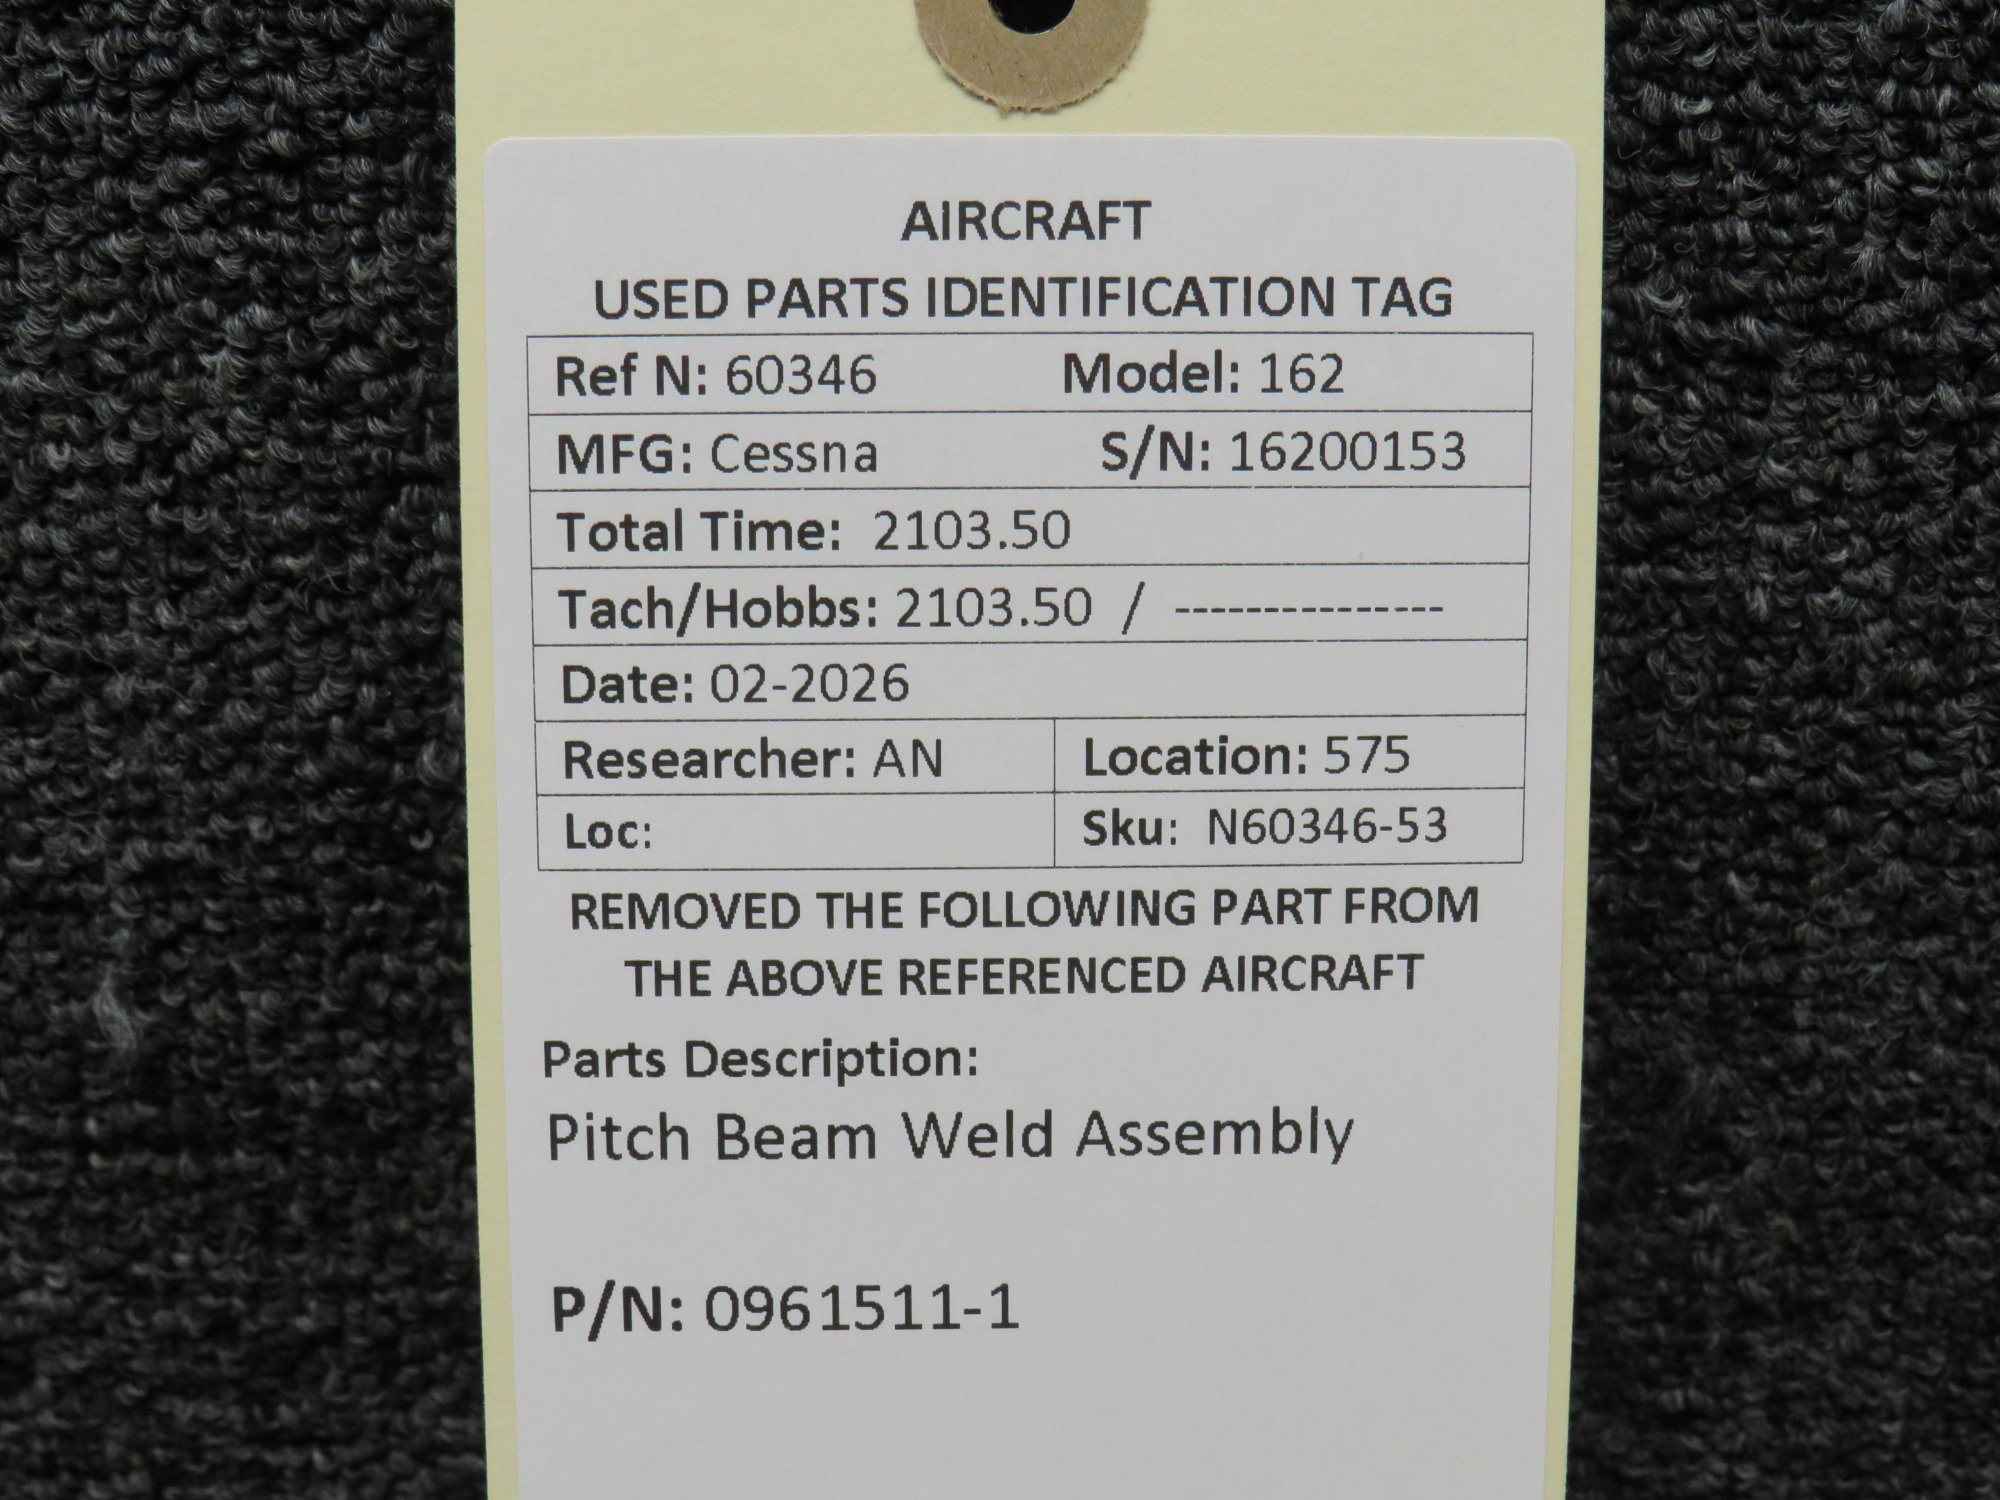 AIRCRAFT
USED PARTS IDENTIFICATION TAG
Ref N: 60346 Model: 162
MFG: Cessna S/N: 16200153
Total Time: 2103.50
Tach/Hobbs: 2103.50 / ---------------
Date: 02-2026
Researcher: AN Location: 575
Loc: Sku: N60346-53
REMOVED THE FOLLOWING PART FROM
THE ABOVE REFERENCED AIRCRAFT
Parts Description:
Pitch Beam Weld Assembly
P/N: 0961511-1